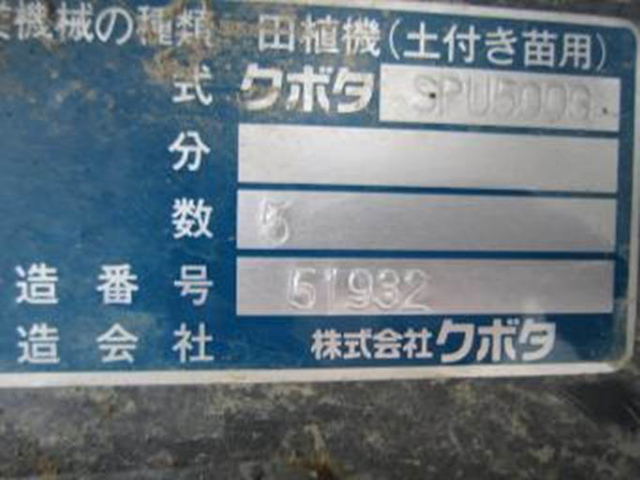 機械の種類 田植機(土付き苗用)
式 クボタ SPU500G
分
数 5
造番号 51932
造会社 株式会社クボタ